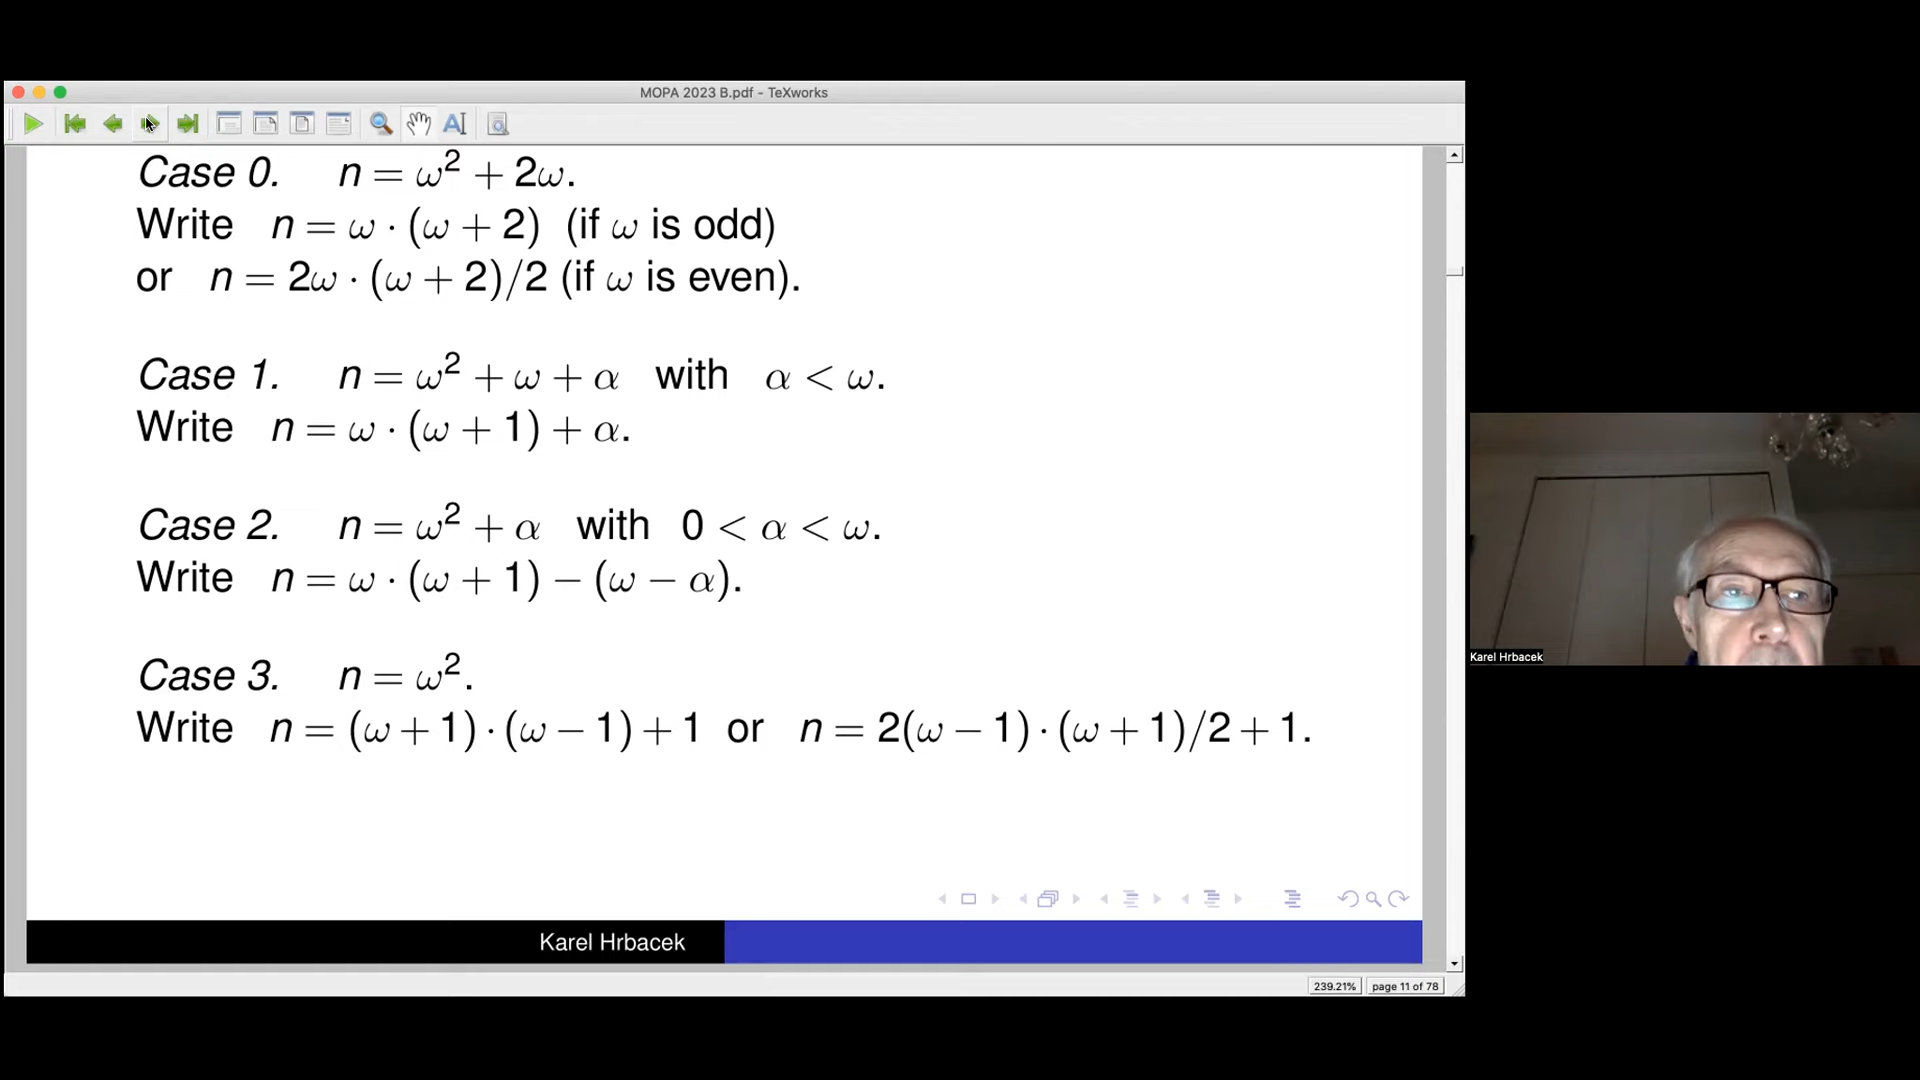 MOPA 2023 B.pdf - TeXworks
Case 0. n = ω² + 2ω.
Write n = ω · (ω + 2) (if ω is odd)
or n = 2ω · (ω + 2)/2 (if ω is even).
Case 1. n = ω² + ω + α with α < ω.
Write n = ω · (ω + 1) + α.
Case 2. n = ω² + α with 0 < α < ω.
Write n = ω · (ω + 1) − (ω − α).
Case 3. n = ω².
Write n = (ω + 1) · (ω − 1) + 1 or n = 2(ω − 1) · (ω + 1)/2 + 1.
Karel Hrbacek
239.21% page 11 of 78
Karel Hrbacek